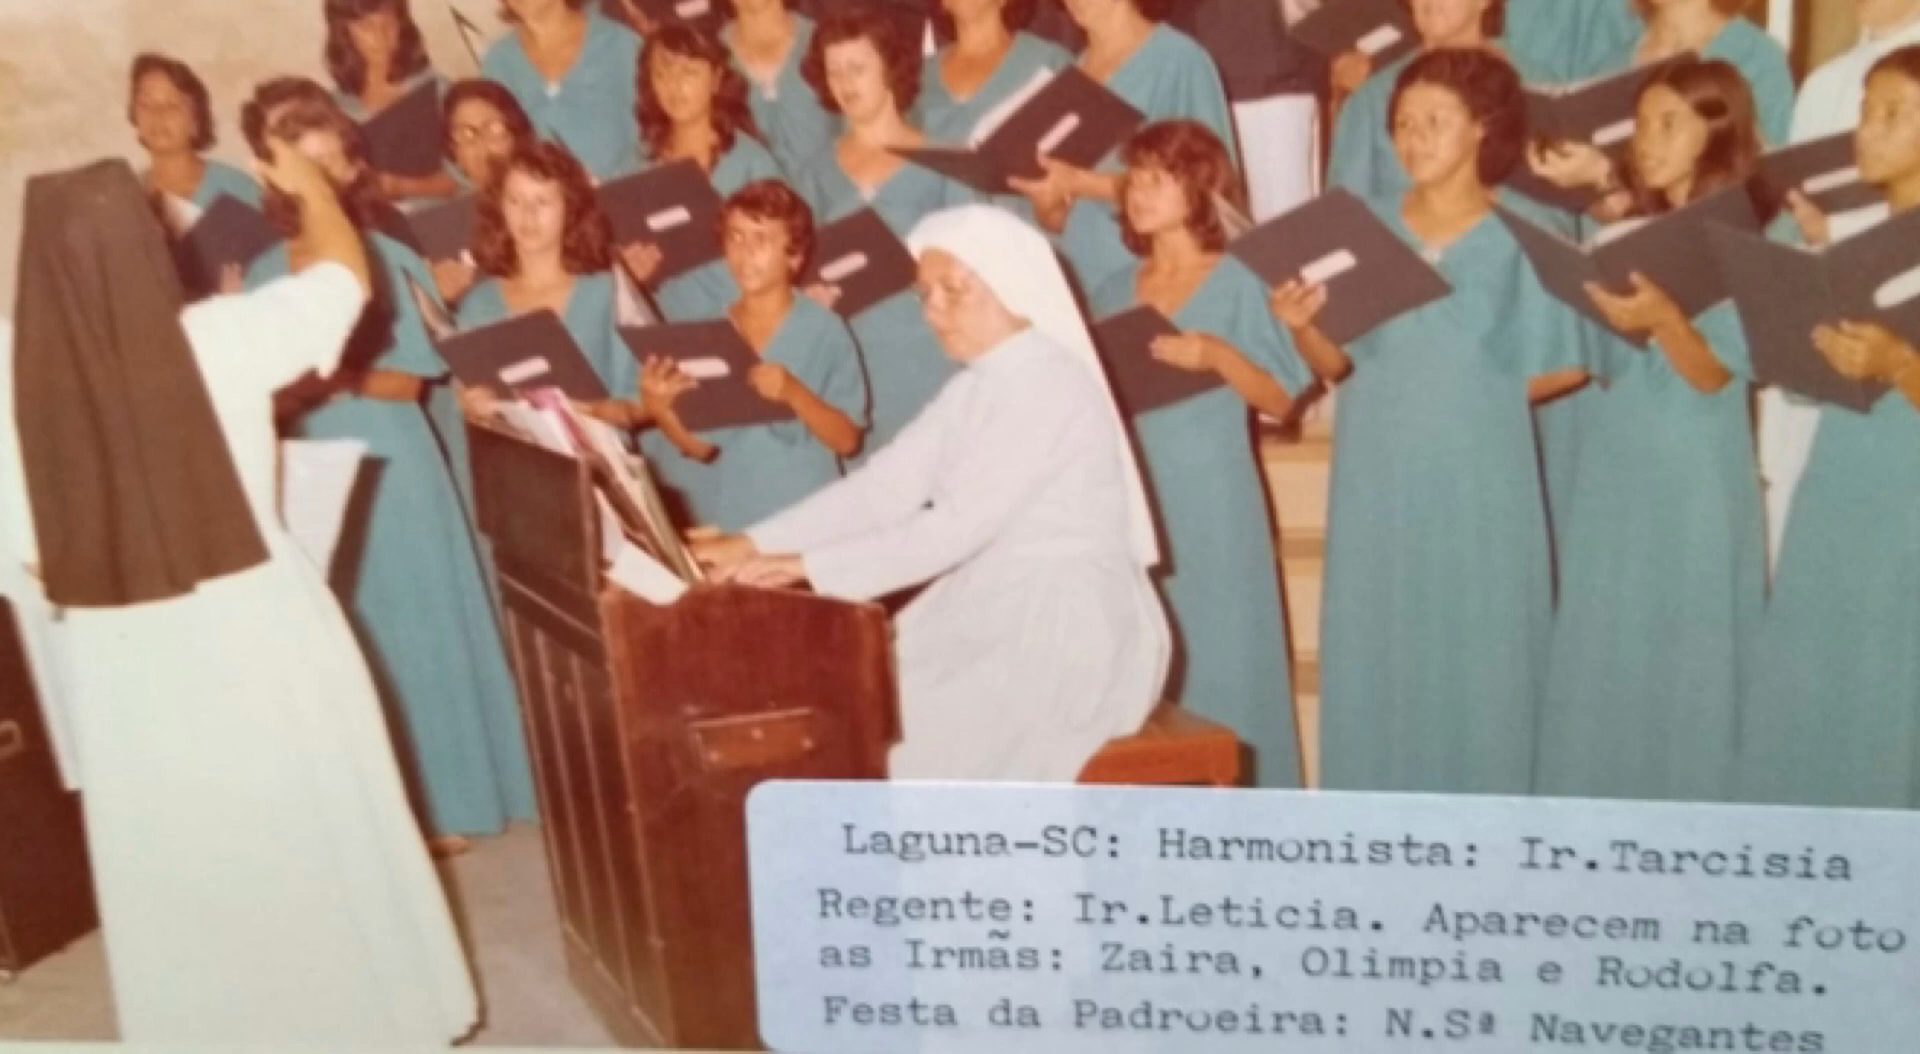 Laguna-SC: Harmonista: Ir.Tarcisia
Regente: Ir.Leticia. Aparecem na foto
as Irmãs: Zaira, Olimpia e Rodolfa.
Festa da Padroeira: N.Sª Navegantes